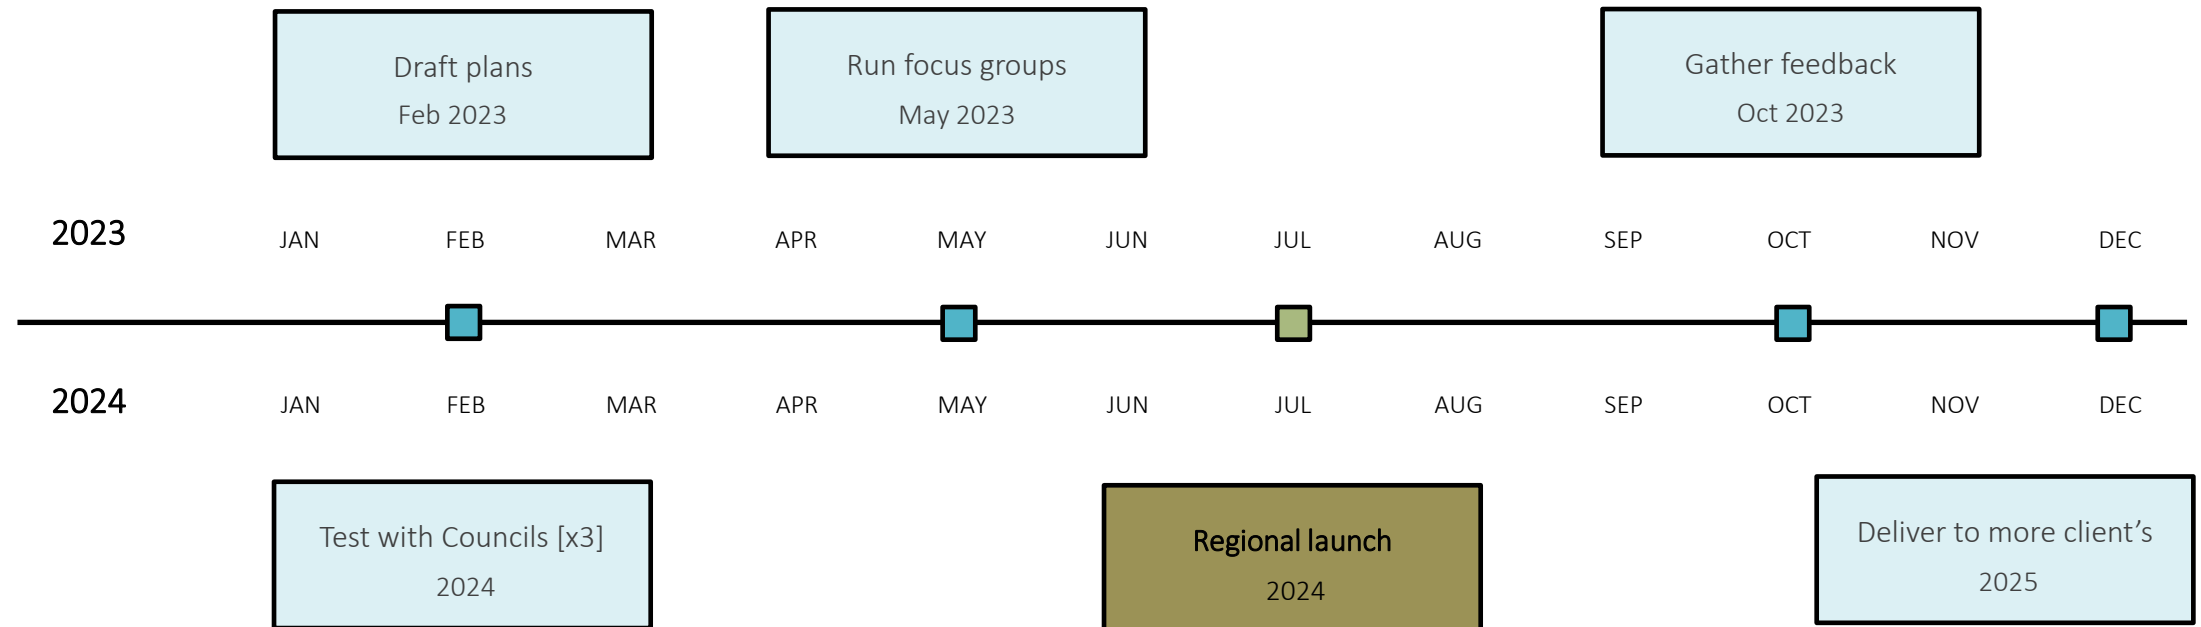 Draft plans
Feb 2023
Run focus groups
May 2023
Gather feedback
Oct 2023
2023 JAN FEB MAR APR MAY JUN JUL AUG SEP OCT NOV DEC
2024 JAN FEB MAR APR MAY JUN JUL AUG SEP OCT NOV DEC
Test with Councils [x3]
2024
Regional launch
2024
Deliver to more client’s
2025